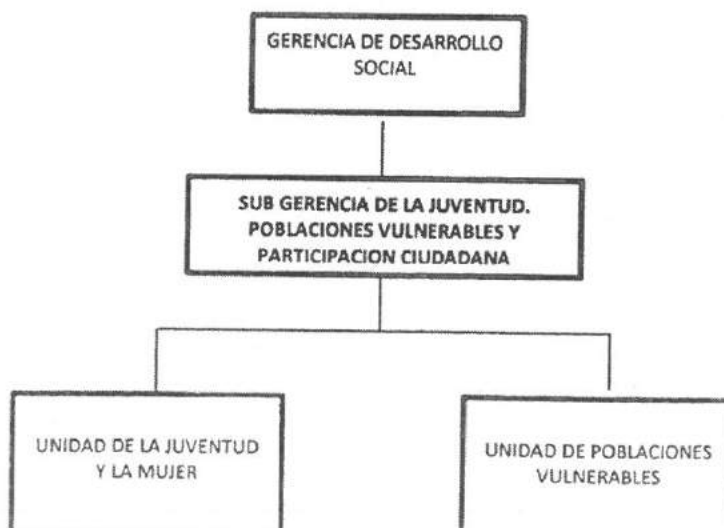 GERENCIA DE DESARROLLO
SOCIAL
SUB GERENCIA DE LA JUVENTUD.
POBLACIONES VULNERABLES Y
PARTICIPACION CIUDADANA
UNIDAD DE LA JUVENTUD
Y LA MUJER
UNIDAD DE POBLACIONES
VULNERABLES